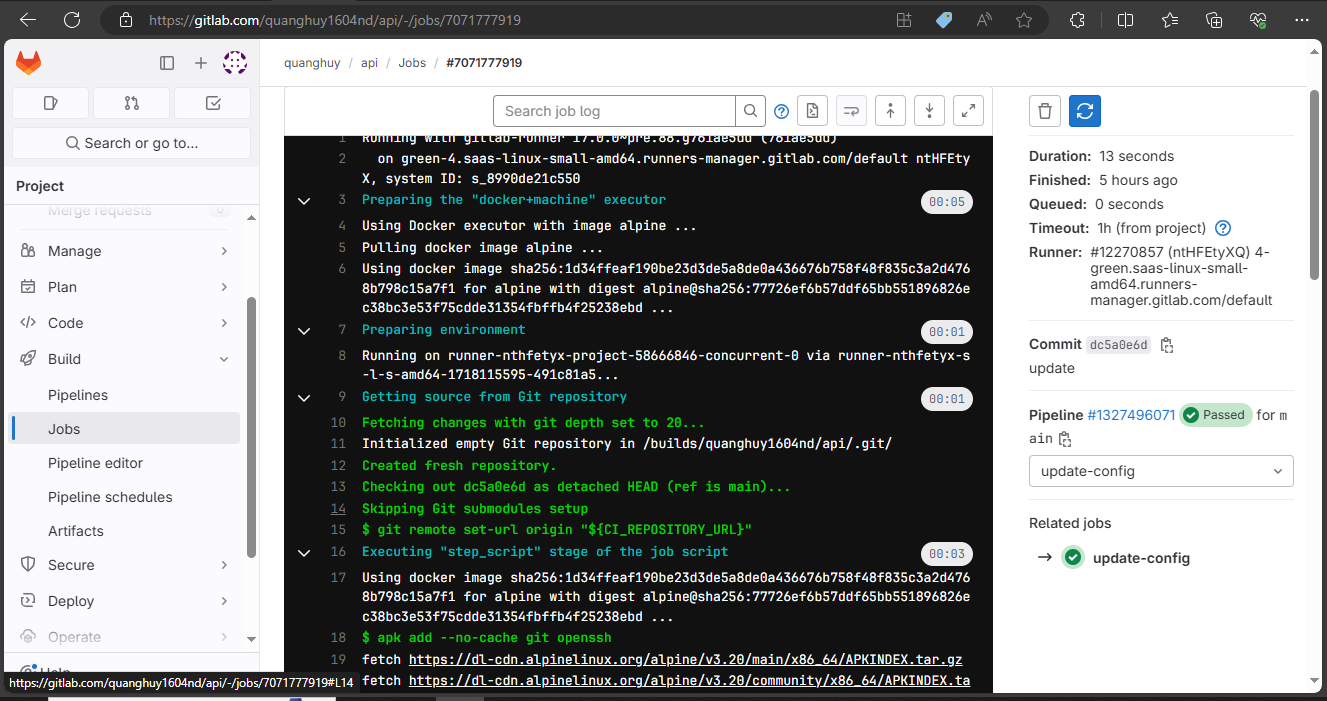 https://gitlab.com/quanghuy1604nd/api/-/jobs/7071777919
quanghuy / api / Jobs / #7071777919
Search or go to...
Project
Merge requests
Manage
Plan
Code
Build
Pipelines
Jobs
Pipeline editor
Pipeline schedules
Artifacts
Secure
Deploy
Operate
Help
https://gitlab.com/quanghuy1604nd/api/-/jobs/7071777919#L14
Search job log
1 Running with gitlab-runner 17.0.0~pre.88.g761ae5dd (761ae5dd)
2 on green-4.saas-linux-small-amd64.runners-manager.gitlab.com/default ntHFEty
X, system ID: s_8990de21c550
3 Preparing the "docker+machine" executor 00:05
4 Using Docker executor with image alpine ...
5 Pulling docker image alpine ...
6 Using docker image sha256:1d34ffeaf190be23d3de5a8de0a436676b758f48f835c3a2d476
8b798c15a7f1 for alpine with digest alpine@sha256:77726ef6b57ddf65bb551896826e
c38bc3e53f75cdde31354fbffb4f25238ebd ...
7 Preparing environment 00:01
8 Running on runner-nthfetyx-project-58666846-concurrent-0 via runner-nthfetyx-s
-l-s-amd64-1718115595-491c81a5...
9 Getting source from Git repository 00:01
10 Fetching changes with git depth set to 20...
11 Initialized empty Git repository in /builds/quanghuy1604nd/api/.git/
12 Created fresh repository.
13 Checking out dc5a0e6d as detached HEAD (ref is main)...
14 Skipping Git submodules setup
15 $ git remote set-url origin "${CI_REPOSITORY_URL}"
16 Executing "step_script" stage of the job script 00:03
17 Using docker image sha256:1d34ffeaf190be23d3de5a8de0a436676b758f48f835c3a2d476
8b798c15a7f1 for alpine with digest alpine@sha256:77726ef6b57ddf65bb551896826e
c38bc3e53f75cdde31354fbffb4f25238ebd ...
18 $ apk add --no-cache git openssh
19 fetch https://dl-cdn.alpinelinux.org/alpine/v3.20/main/x86_64/APKINDEX.tar.gz
fetch https://dl-cdn.alpinelinux.org/alpine/v3.20/community/x86_64/APKINDEX.ta
Duration: 13 seconds
Finished: 5 hours ago
Queued: 0 seconds
Timeout: 1h (from project)
Runner: #12270857 (ntHFEtyXQ) 4-
green.saas-linux-small-
amd64.runners-
manager.gitlab.com/default
Commit dc5a0e6d
update
Pipeline #1327496071 Passed for m
ain
update-config
Related jobs
update-config